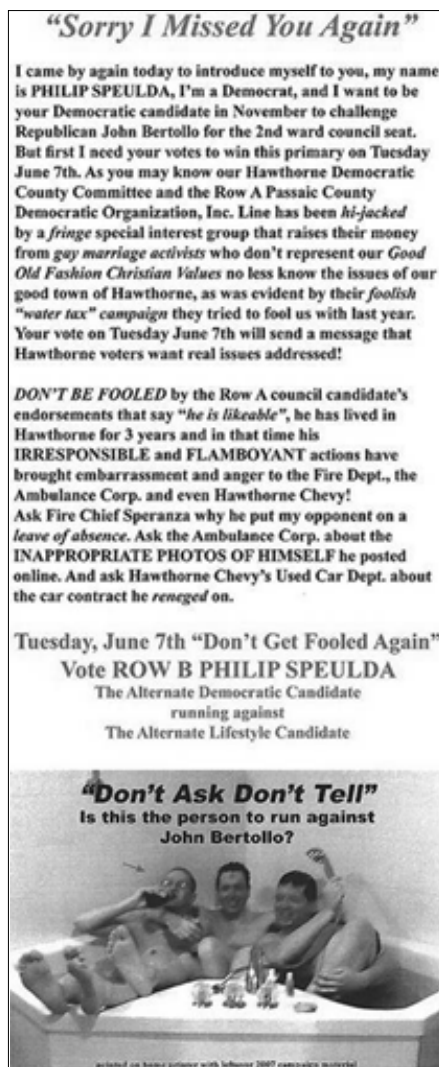 "Sorry I Missed You Again"
I came by again today to introduce myself to you, my name
is PHILIP SPEULDA, I'm a Democrat, and I want to be
your Democratic candidate in November to challenge
Republican John Bertollo for the 2nd ward council seat.
But first I need your votes to win this primary on Tuesday
June 7th. As you may know our Hawthorne Democratic
County Committee and the Row A Passaic County
Democratic Organization, Inc. Line has been hi-jacked
by a fringe special interest group that raises their money
from gay marriage activists who don't represent our Good
Old Fashion Christian Values no less know the issues of our
good town of Hawthorne, as was evident by their foolish
"water tax" campaign they tried to fool us with last year.
Your vote on Tuesday June 7th will send a message that
Hawthorne voters want real issues addressed!
DON'T BE FOOLED by the Row A council candidate's
endorsements that say "he is likeable", he has lived in
Hawthorne for 3 years and in that time his
IRRESPONSIBLE and FLAMBOYANT actions have
brought embarrassment and anger to the Fire Dept., the
Ambulance Corp. and even Hawthorne Chevy!
Ask Fire Chief Speranza why he put my opponent on a
leave of absence. Ask the Ambulance Corp. about the
INAPPROPRIATE PHOTOS OF HIMSELF he posted
online. And ask Hawthorne Chevy's Used Car Dept. about
the car contract he reneged on.
Tuesday, June 7th "Don't Get Fooled Again"
Vote ROW B PHILIP SPEULDA
The Alternate Democratic Candidate
running against
The Alternate Lifestyle Candidate
"Don't Ask Don't Tell"
Is this the person to run against
John Bertollo?
printed on home printer with leftover 2007 campaign material